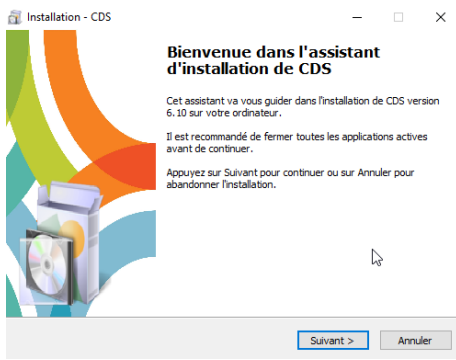 Installation - CDS
Bienvenue dans l'assistant
d'installation de CDS
Cet assistant va vous guider dans l'installation de CDS version
6.10 sur votre ordinateur.
Il est recommandé de fermer toutes les applications actives
avant de continuer.
Appuyez sur Suivant pour continuer ou sur Annuler pour
abandonner l'installation.
Suivant >
Annuler